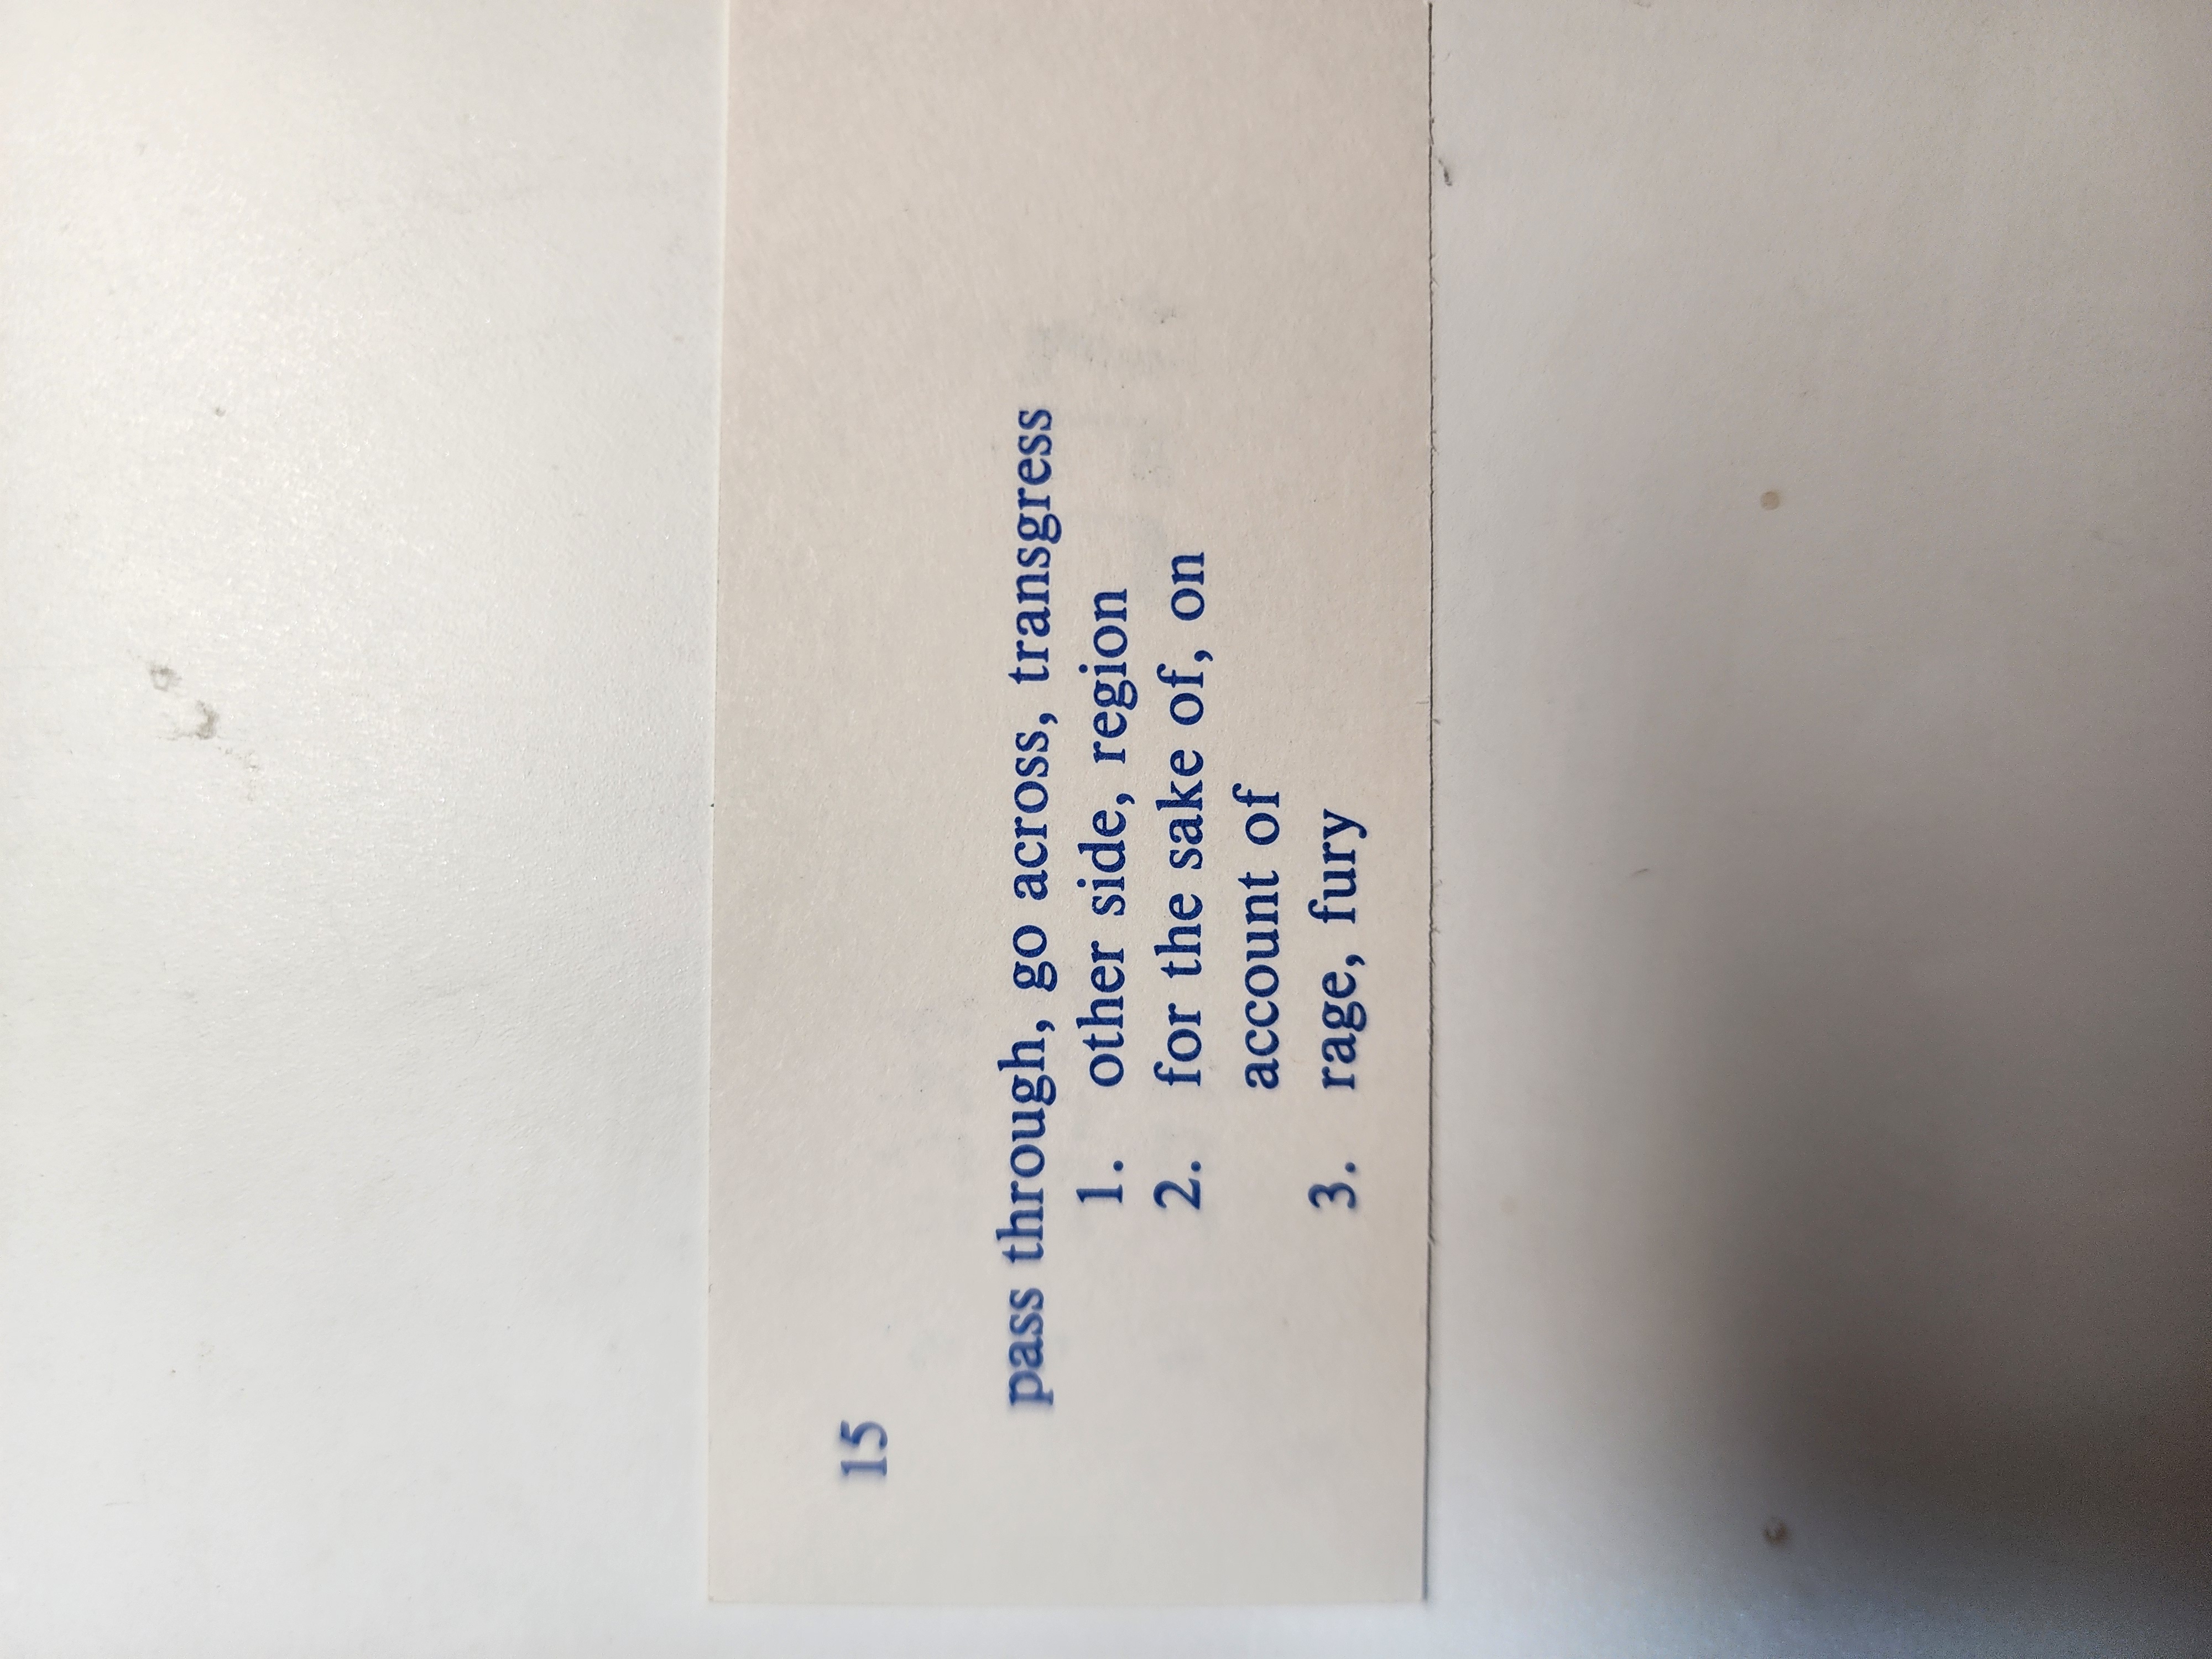 15
pass through, go across, transgress
1. other side, region
2. for the sake of, on
account of
3. rage, fury